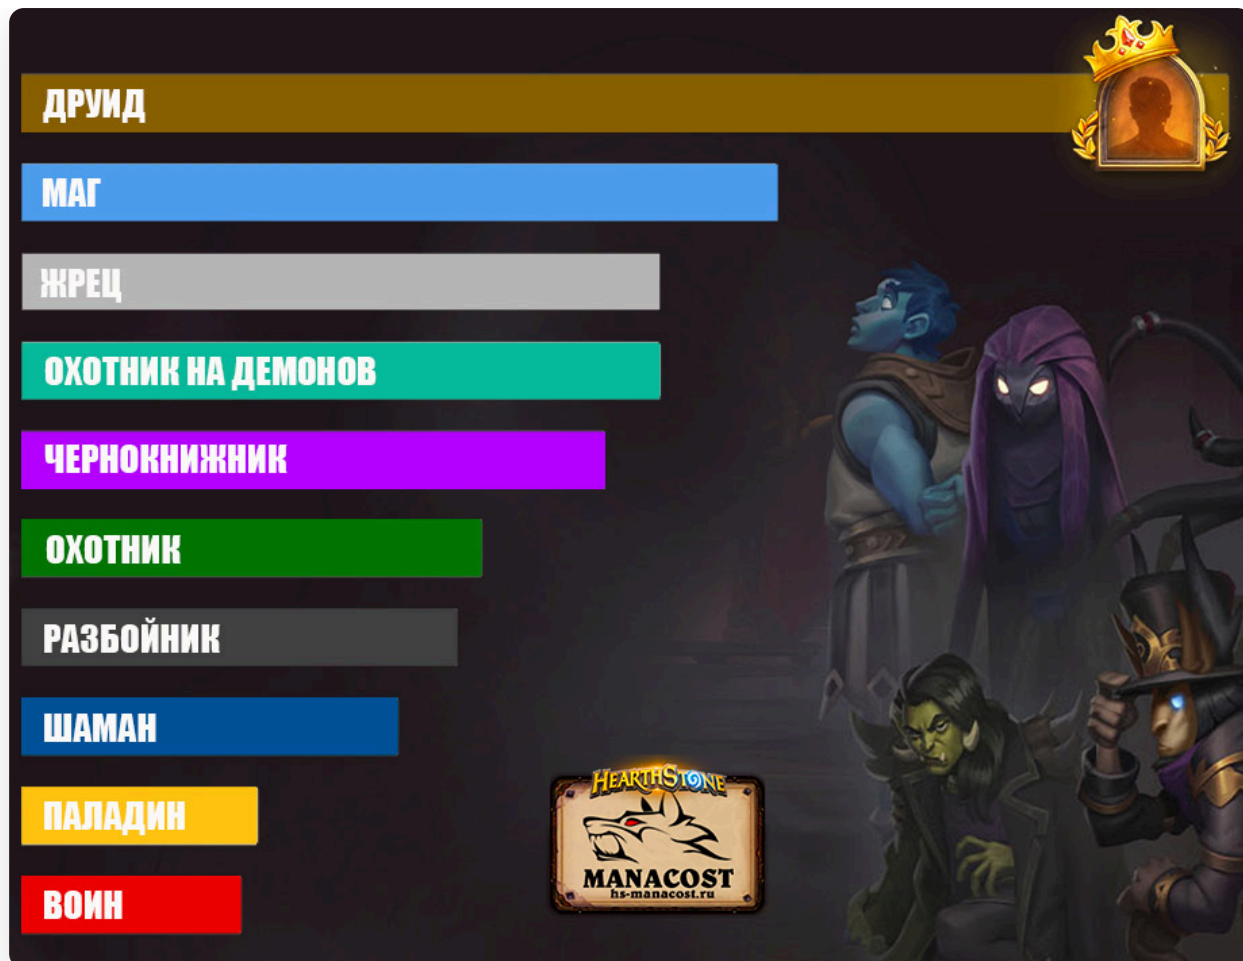 ДРУИД
МАГ
ЖРЕЦ
ОХОТНИК НА ДЕМОНОВ
ЧЕРНОКНИЖНИК
ОХОТНИК
РАЗБОЙНИК
ШАМАН
ПАЛАДИН
ВОИН
HEARTHSTONE
MANACOST
hs-manacost.ru